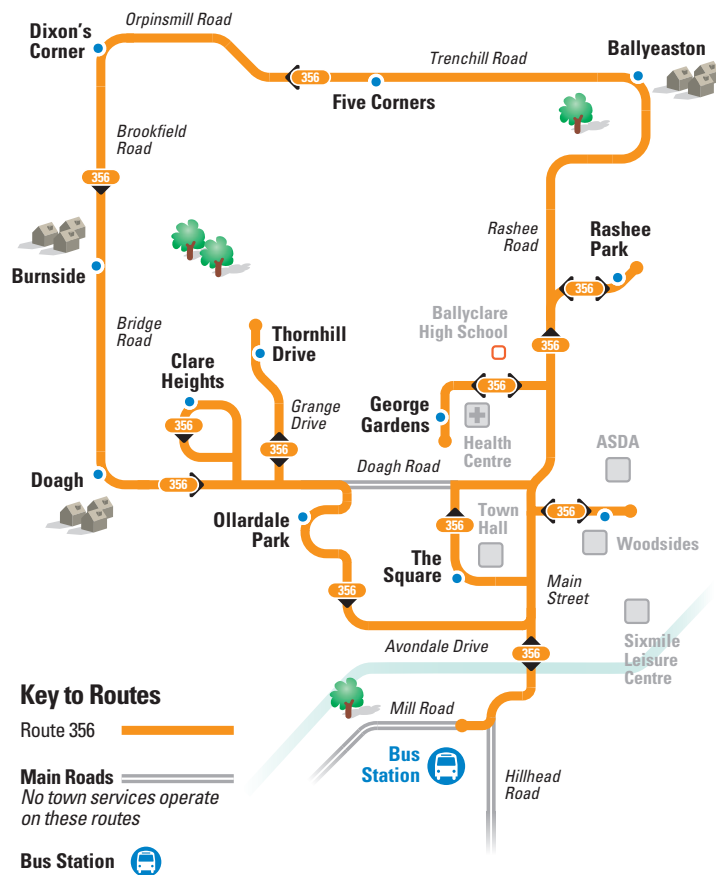 Orpinsmill Road
Dixon's
Corner
Trenchill Road
Ballyeaston
356
Five Corners
Brookfield
Road
356
Rashee
Road
Rashee
Park
Burnside
356
Bridge
Road
Ballyclare
High School
356
Thornhill
Drive
Clare
Heights
356
Grange
Drive
George
Gardens
356
356
Health
Centre
ASDA
Doagh
356
Doagh Road
Ollardale
Park
356
Town
Hall
356
Woodsides
The
Square
356
Main
Street
Avondale Drive
356
Sixmile
Leisure
Centre
Key to Routes
Route 356
Mill Road
Bus
Station
Hillhead
Road
Main Roads
No town services operate
on these routes
Bus Station